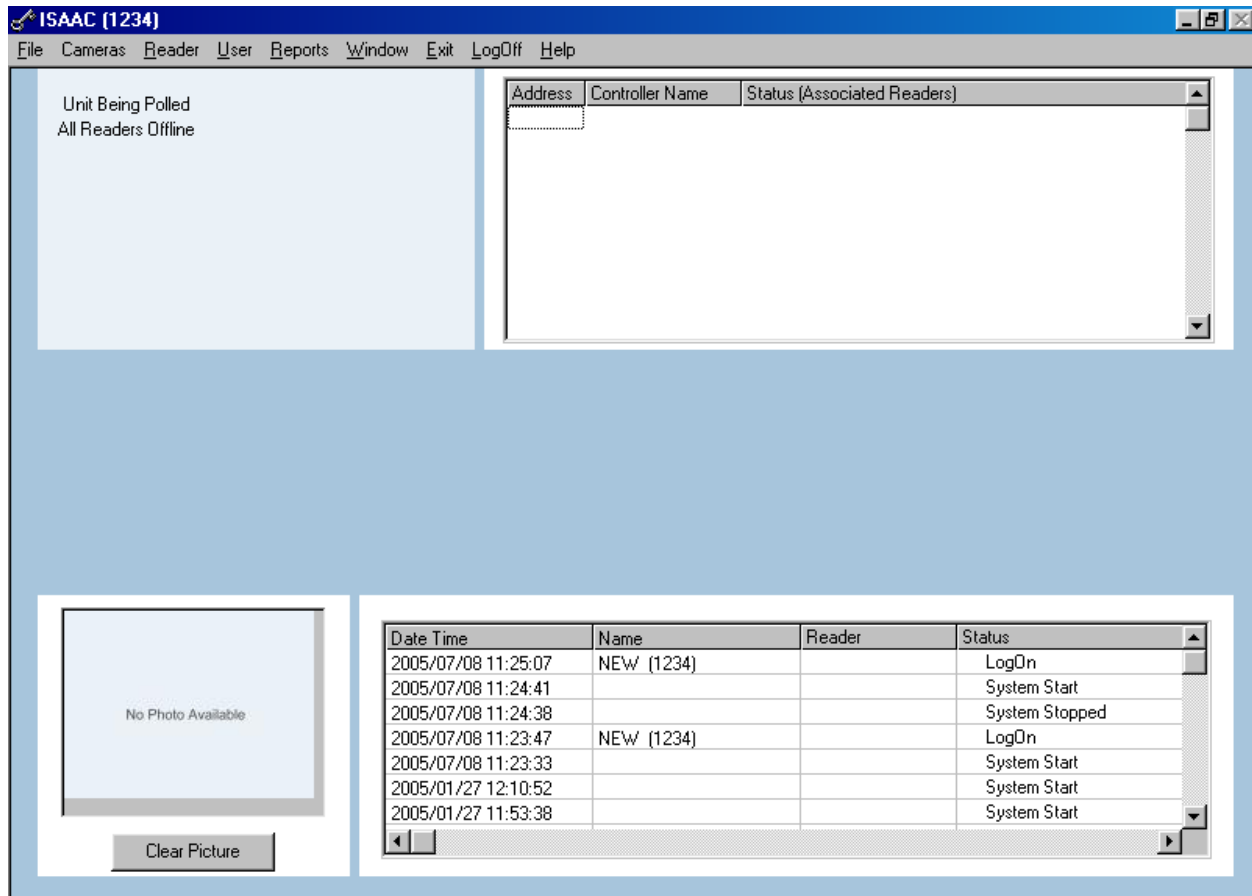 ISAAC (1234)
File Cameras Reader User Reports Window Exit LogOff Help
Unit Being Polled
All Readers Offline
Address Controller Name Status (Associated Readers)
No Photo Available
Clear Picture
Date Time Name Reader Status
2005/07/08 11:25:07 NEW (1234) LogOn
2005/07/08 11:24:41 System Start
2005/07/08 11:24:38 System Stopped
2005/07/08 11:23:47 NEW (1234) LogOn
2005/07/08 11:23:33 System Start
2005/01/27 12:10:52 System Start
2005/01/27 11:53:38 System Start